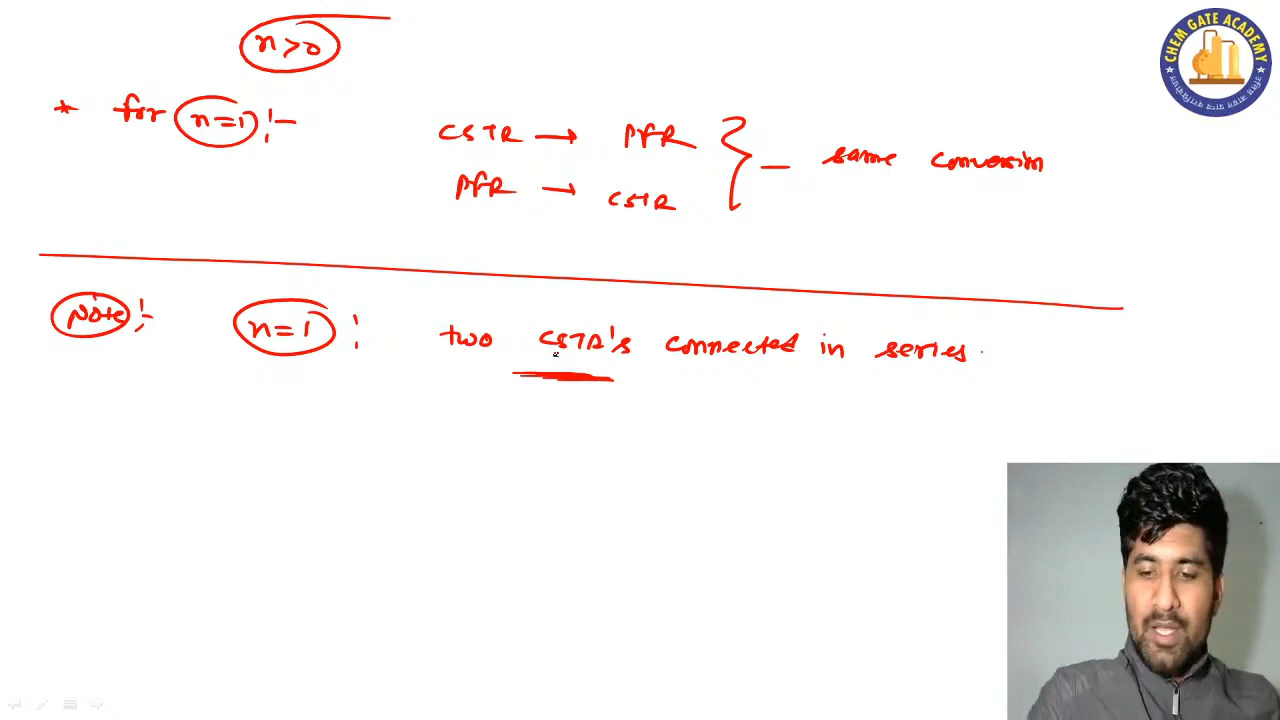 n>0
* for n=1 :-
CSTR → PFR
PFR → CSTR
} - same conversion
Note :- n=1 : two CSTR's connected in series.
CHEM GATE ACADEMY